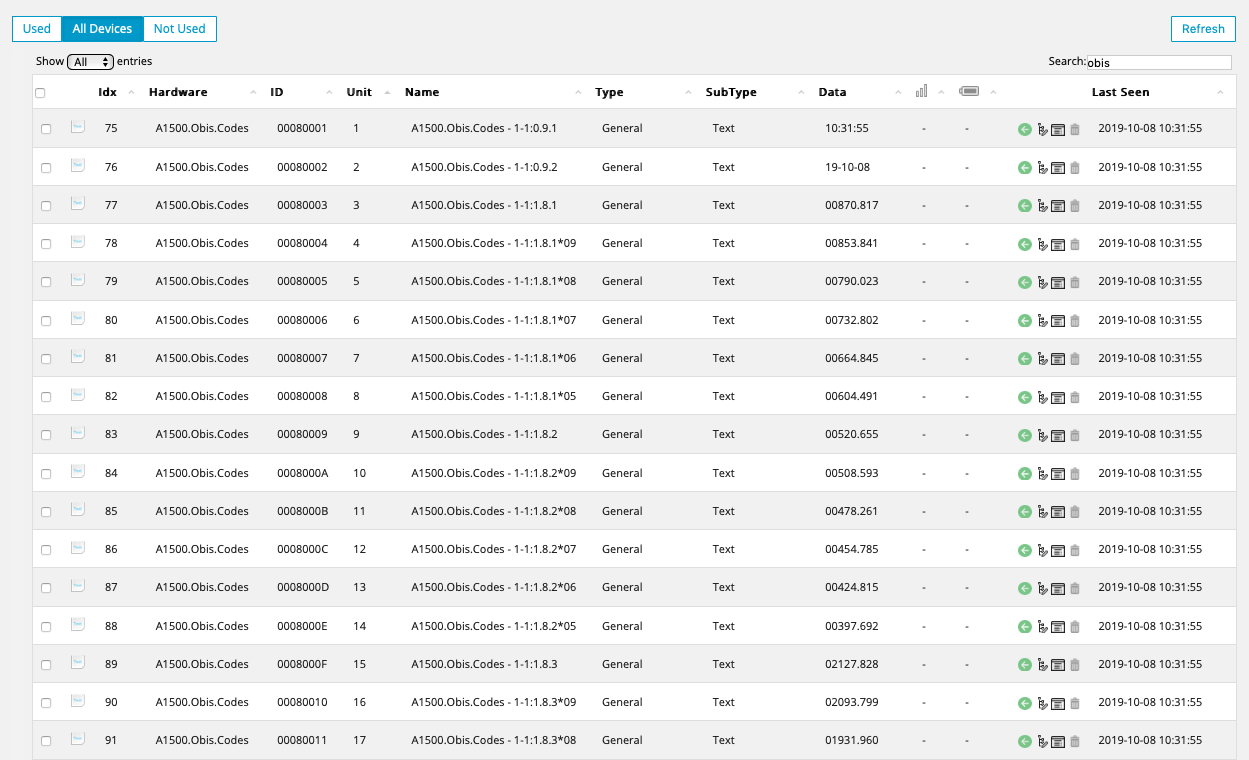 Used All Devices Not Used Refresh
Show All entries Search: obis
Idx Hardware ID Unit Name Type SubType Data Last Seen
75 A1500.Obis.Codes 00080001 1 A1500.Obis.Codes - 1-1:0.9.1 General Text 10:31:55 - - 2019-10-08 10:31:55
76 A1500.Obis.Codes 00080002 2 A1500.Obis.Codes - 1-1:0.9.2 General Text 19-10-08 - - 2019-10-08 10:31:55
77 A1500.Obis.Codes 00080003 3 A1500.Obis.Codes - 1-1:1.8.1 General Text 00870.817 - - 2019-10-08 10:31:55
78 A1500.Obis.Codes 00080004 4 A1500.Obis.Codes - 1-1:1.8.1*09 General Text 00853.841 - - 2019-10-08 10:31:55
79 A1500.Obis.Codes 00080005 5 A1500.Obis.Codes - 1-1:1.8.1*08 General Text 00790.023 - - 2019-10-08 10:31:55
80 A1500.Obis.Codes 00080006 6 A1500.Obis.Codes - 1-1:1.8.1*07 General Text 00732.802 - - 2019-10-08 10:31:55
81 A1500.Obis.Codes 00080007 7 A1500.Obis.Codes - 1-1:1.8.1*06 General Text 00664.845 - - 2019-10-08 10:31:55
82 A1500.Obis.Codes 00080008 8 A1500.Obis.Codes - 1-1:1.8.1*05 General Text 00604.491 - - 2019-10-08 10:31:55
83 A1500.Obis.Codes 00080009 9 A1500.Obis.Codes - 1-1:1.8.2 General Text 00520.655 - - 2019-10-08 10:31:55
84 A1500.Obis.Codes 0008000A 10 A1500.Obis.Codes - 1-1:1.8.2*09 General Text 00508.593 - - 2019-10-08 10:31:55
85 A1500.Obis.Codes 0008000B 11 A1500.Obis.Codes - 1-1:1.8.2*08 General Text 00478.261 - - 2019-10-08 10:31:55
86 A1500.Obis.Codes 0008000C 12 A1500.Obis.Codes - 1-1:1.8.2*07 General Text 00454.785 - - 2019-10-08 10:31:55
87 A1500.Obis.Codes 0008000D 13 A1500.Obis.Codes - 1-1:1.8.2*06 General Text 00424.815 - - 2019-10-08 10:31:55
88 A1500.Obis.Codes 0008000E 14 A1500.Obis.Codes - 1-1:1.8.2*05 General Text 00397.692 - - 2019-10-08 10:31:55
89 A1500.Obis.Codes 0008000F 15 A1500.Obis.Codes - 1-1:1.8.3 General Text 02127.828 - - 2019-10-08 10:31:55
90 A1500.Obis.Codes 00080010 16 A1500.Obis.Codes - 1-1:1.8.3*09 General Text 02093.799 - - 2019-10-08 10:31:55
91 A1500.Obis.Codes 00080011 17 A1500.Obis.Codes - 1-1:1.8.3*08 General Text 01931.960 - - 2019-10-08 10:31:55